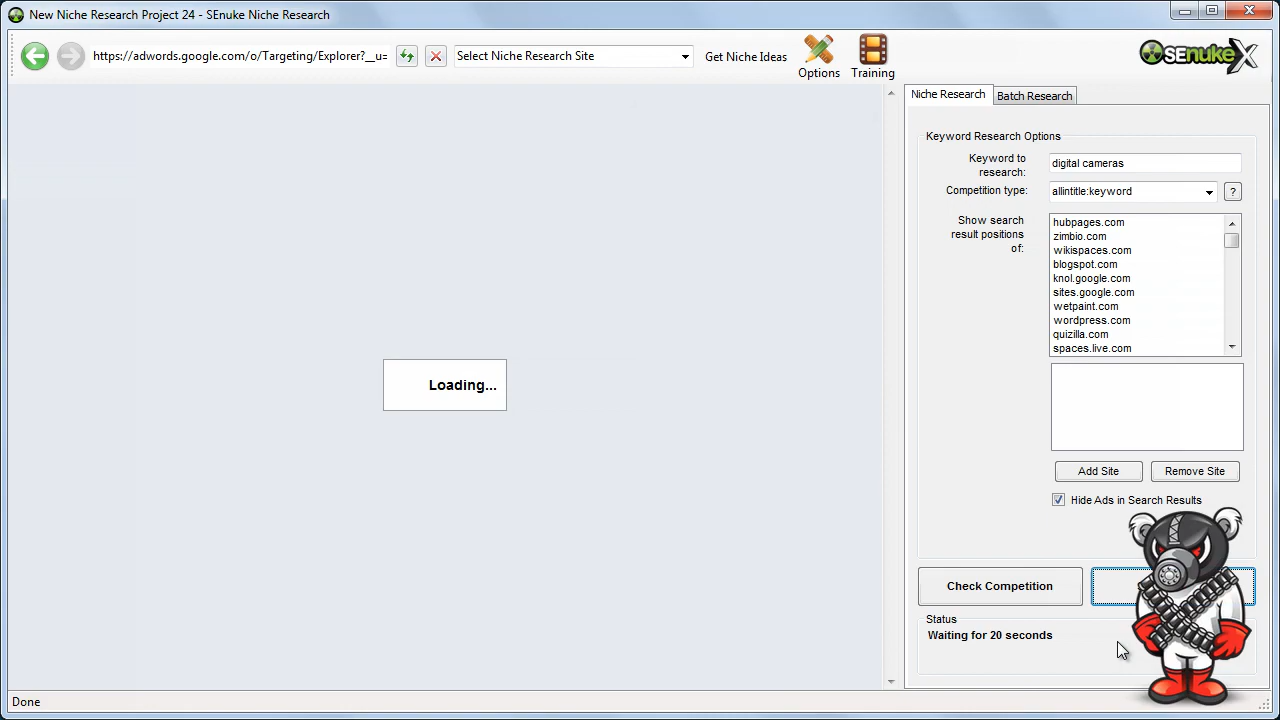 New Niche Research Project 24 - SEnuke Niche Research
https://adwords.google.com/o/Targeting/Explorer?__u=
Select Niche Research Site
Get Niche Ideas
Options
Training
SEnukeX
Niche Research
Batch Research
Keyword Research Options
Keyword to
research:
digital cameras
Competition type:
allintitle:keyword
?
Show search
result positions
of:
hubpages.com
zimbio.com
wikispaces.com
blogspot.com
knol.google.com
sites.google.com
wetpaint.com
wordpress.com
quizilla.com
spaces.live.com
Add Site
Remove Site
Hide Ads in Search Results
Loading...
Check Competition
Status
Waiting for 20 seconds
Done